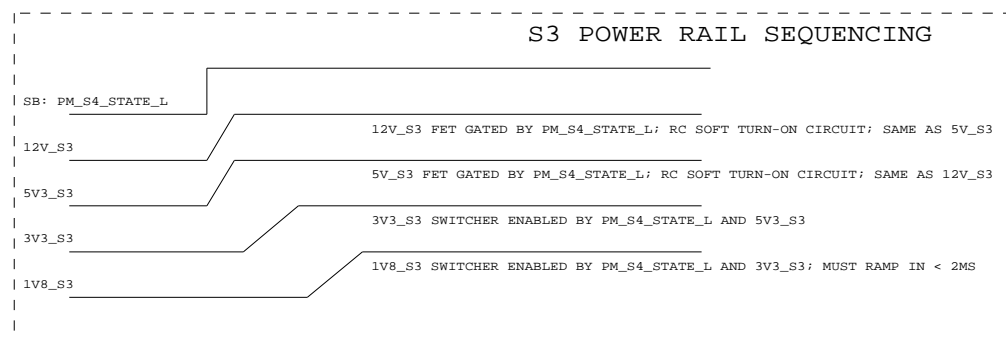 S3 POWER RAIL SEQUENCING
SB: PM_S4_STATE_L
12V_S3 FET GATED BY PM_S4_STATE_L; RC SOFT TURN-ON CIRCUIT; SAME AS 5V_S3
12V_S3
5V_S3 FET GATED BY PM_S4_STATE_L; RC SOFT TURN-ON CIRCUIT; SAME AS 12V_S3
5V3_S3
3V3_S3 SWITCHER ENABLED BY PM_S4_STATE_L AND 5V3_S3
3V3_S3
1V8_S3 SWITCHER ENABLED BY PM_S4_STATE_L AND 3V3_S3; MUST RAMP IN < 2MS
1V8_S3